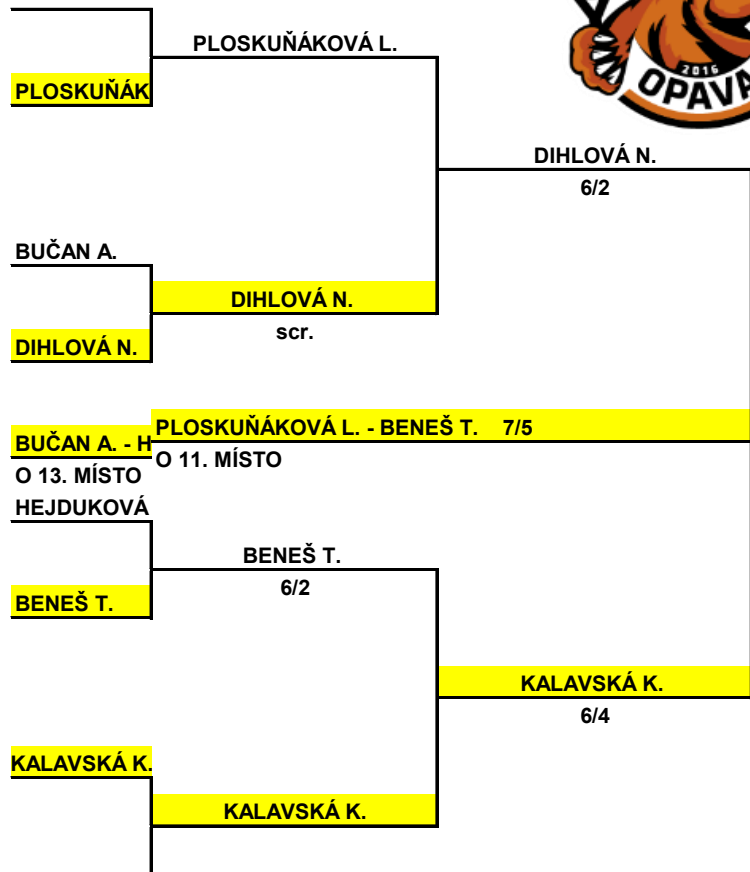 PLOSKUŇÁKOVÁ L.
2016
OPAVA
PLOSKUŇÁK
DIHLOVÁ N.
6/2
BUČAN A.
DIHLOVÁ N.
scr.
DIHLOVÁ N.
PLOSKUŇÁKOVÁ L. - BENEŠ T. 7/5
BUČAN A. - H
O 11. MÍSTO
O 13. MÍSTO
HEJDUKOVÁ
BENEŠ T.
6/2
BENEŠ T.
KALAVSKÁ K.
6/4
KALAVSKÁ K.
KALAVSKÁ K.